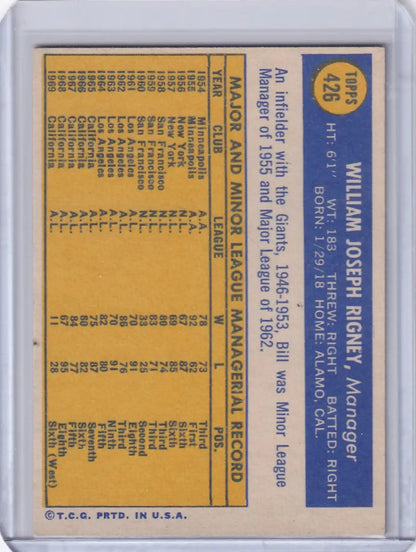 TOPPS
426
WILLIAM JOSEPH RIGNEY, Manager
HT: 6'1" WT: 183 THREW: RIGHT BATTED: RIGHT
BORN: 1/29/18 HOME: ALAMO, CAL.
An infielder with the Giants, 1946-1953, Bill was Minor League
Manager of 1955 and Major League of 1962.
MAJOR AND MINOR LEAGUE MANAGERIAL RECORD
YEAR CLUB LEAGUE W L POS.
1954 Minneapolis A.A. 78 73 Third
1955 Minneapolis A.A. 92 62 First
1956 New York N.L. 67 87 Sixth
1957 New York N.L. 69 85 Sixth
1958 San Francisco N.L. 80 74 Third
1959 San Francisco N.L. 83 71 Third
1960 San Francisco N.L. 33 25 Second
1961 Los Angeles A.L. 70 91 Eighth
1962 Los Angeles A.L. 86 76 Third
1963 Los Angeles A.L. 70 91 Ninth
1964 Los Angeles A.L. 82 80 Fifth
1965 California A.L. 75 87 Seventh
1966 California A.L. 80 82 Sixth
1967 California A.L. 84 77 Fifth
1968 California A.L. 67 95 Eighth
1969 California A.L. 11 28 Sixth (West)
© T.C.G. PRTD. IN U.S.A.